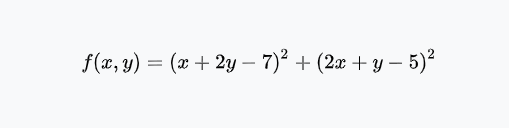 f(x, y) = (x + 2y − 7)² + (2x + y − 5)²